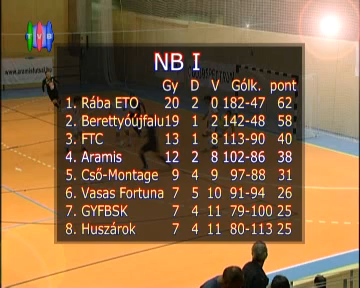 TVB
NB I
Gy D V Gólk. pont
1. Rába ETO 20 2 0 182-47 62
2. Berettyóújfalu 19 1 2 142-48 58
3. FTC 13 1 8 113-90 40
4. Aramis 12 2 8 102-86 38
5. Cső-Montage 9 4 9 97-88 31
6. Vasas Fortuna 7 5 10 91-94 26
7. GYFBSK 7 4 11 79-100 25
8. Huszárok 7 4 11 80-113 25